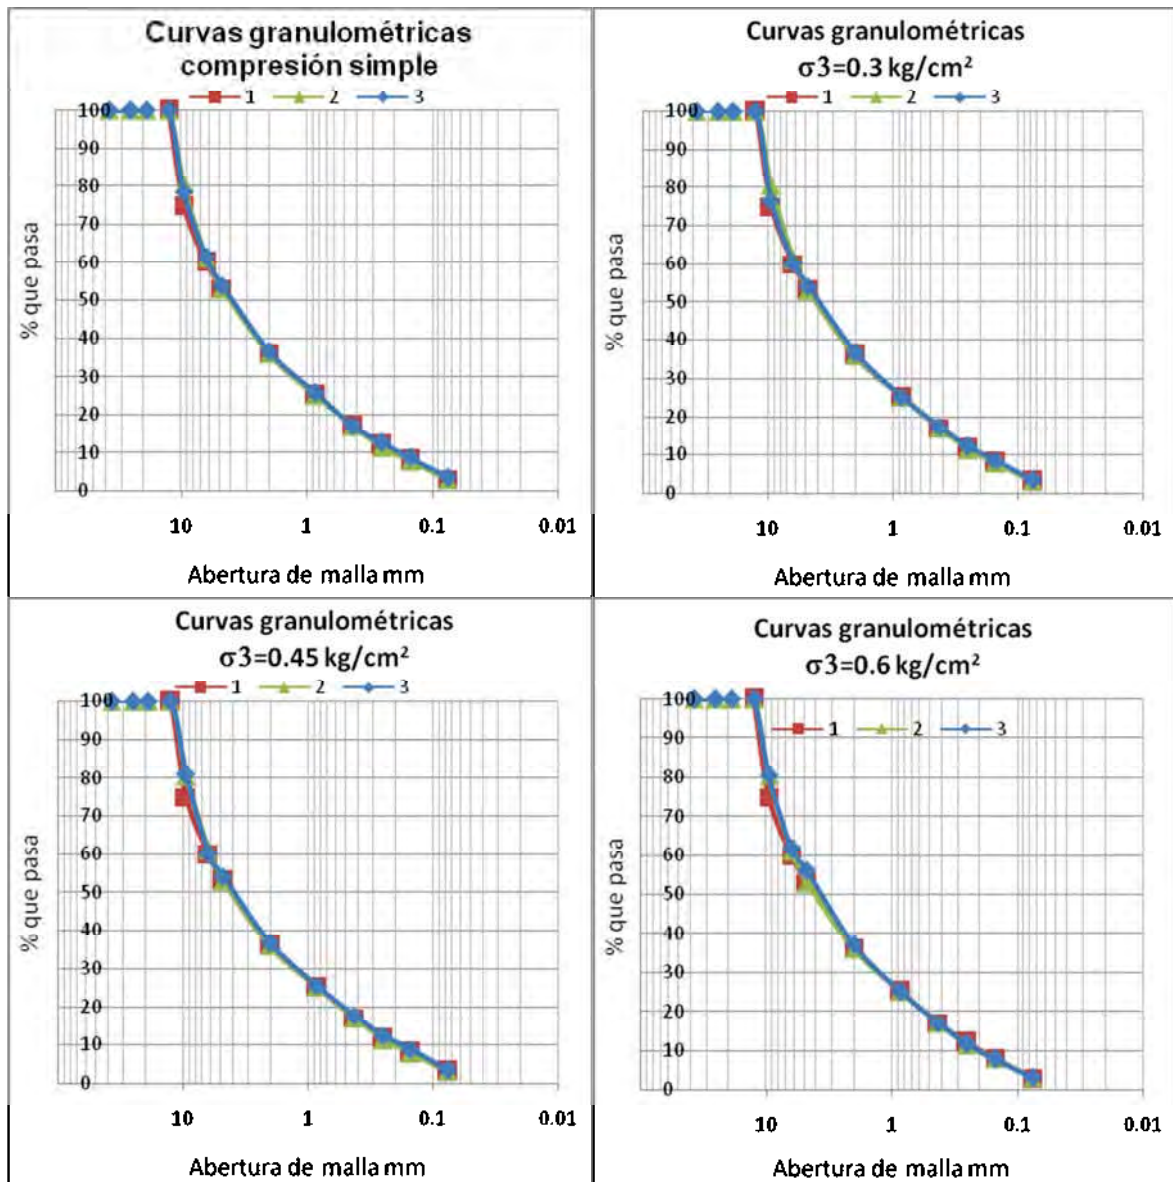 Curvas granulométricas
compresión simple
1 2 3
100
90
80
70
60
50
40
30
20
10
0
% que pasa
10 1 0.1 0.01
Abertura de malla mm
Curvas granulométricas
σ3=0.3 kg/cm²
1 2 3
100
90
80
70
60
50
40
30
20
10
0
% que pasa
10 1 0.1 0.01
Abertura de malla mm
Curvas granulométricas
σ3=0.45 kg/cm²
1 2 3
100
90
80
70
60
50
40
30
20
10
0
% que pasa
10 1 0.1 0.01
Abertura de malla mm
Curvas granulométricas
σ3=0.6 kg/cm²
1 2 3
100
90
80
70
60
50
40
30
20
10
0
% que pasa
10 1 0.1 0.01
Abertura de malla mm